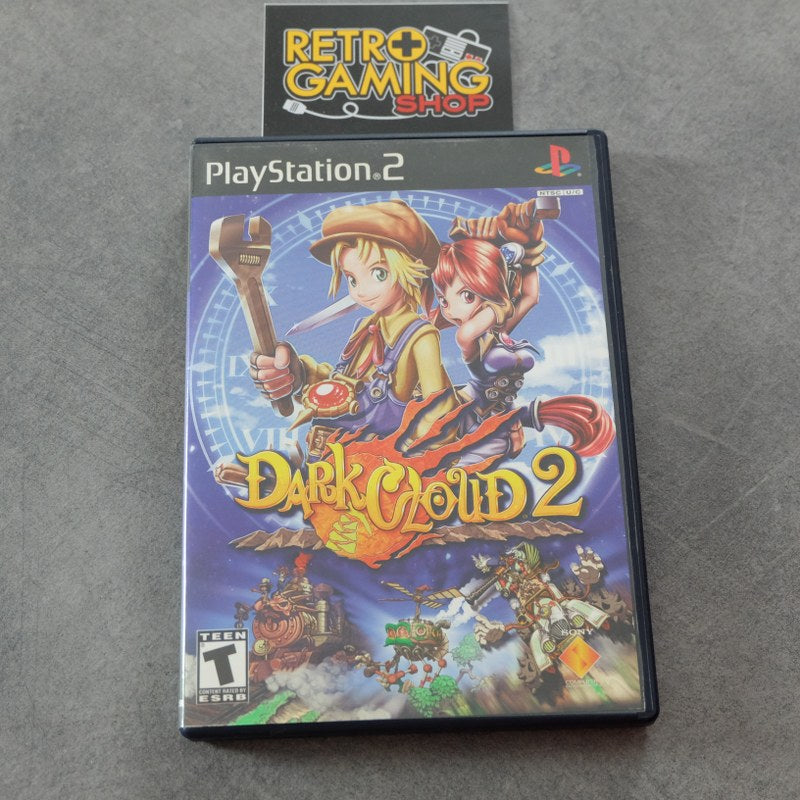 RETRO
GAMING
SHOP
PlayStation®2
NTSC U/C
DARK CLOUD 2
TEEN
T
CONTENT RATED BY
ESRB
SONY